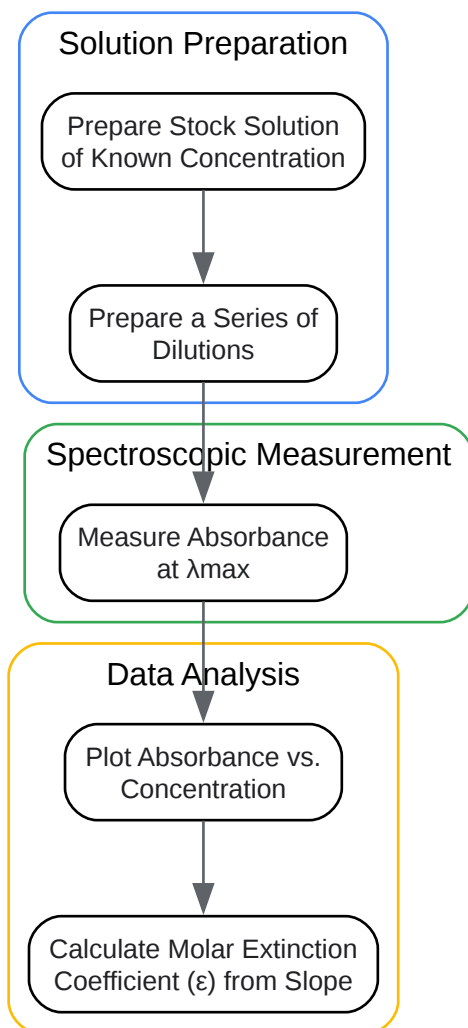 Solution Preparation
Prepare Stock Solution
of Known Concentration
Prepare a Series of
Dilutions
Spectroscopic Measurement
Measure Absorbance
at λmax
Data Analysis
Plot Absorbance vs.
Concentration
Calculate Molar Extinction
Coefficient (ε) from Slope